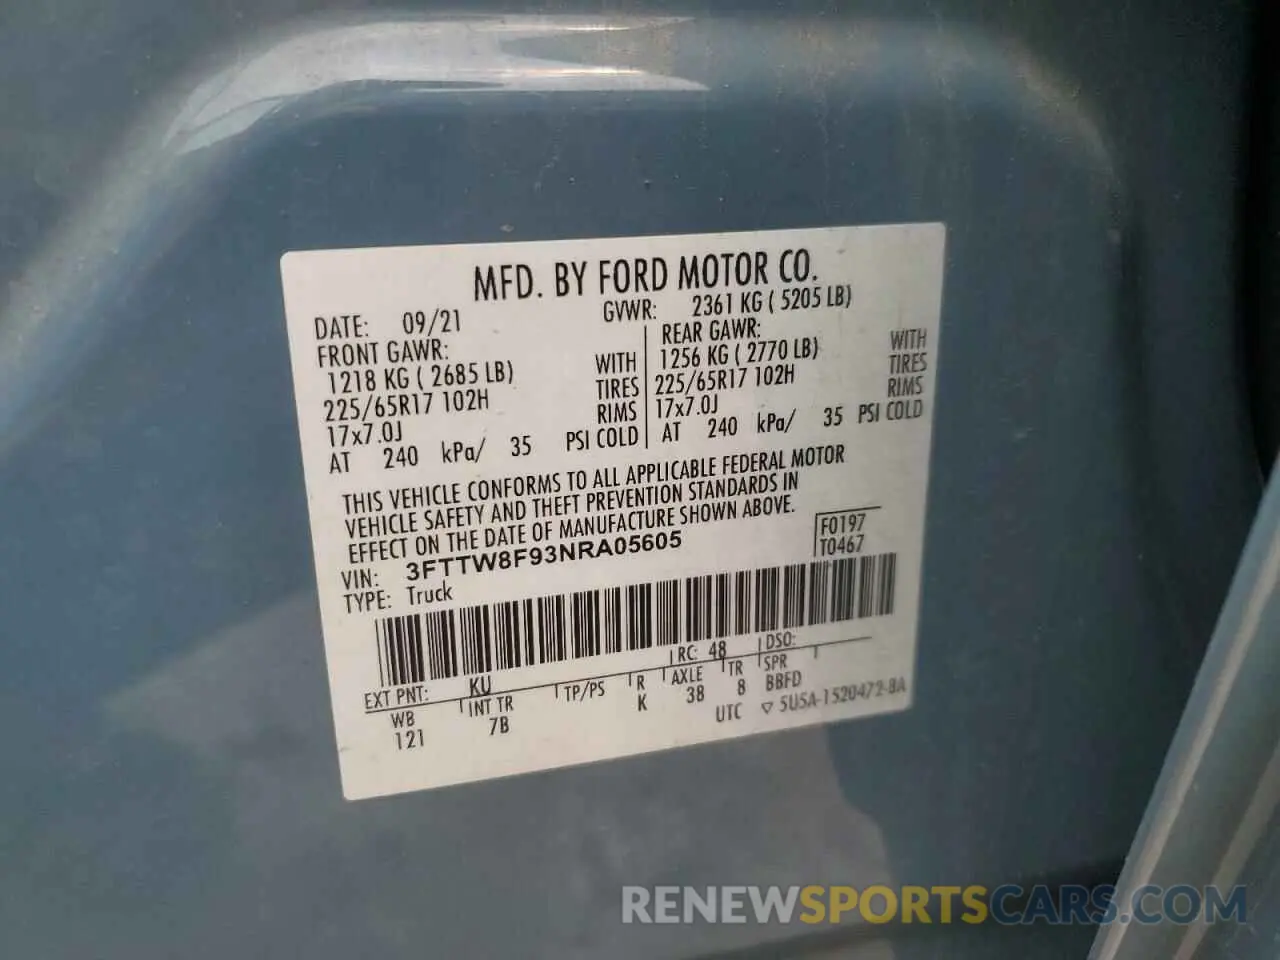 MFD. BY FORD MOTOR CO.
DATE: 09/21 GVWR: 2361 KG ( 5205 LB)
FRONT GAWR:
1218 KG ( 2685 LB) WITH
225/65R17 102H TIRES
17x7.0J RIMS
AT 240 kPa/ 35 PSI COLD
REAR GAWR:
1256 KG ( 2770 LB) WITH
225/65R17 102H TIRES
17x7.0J RIMS
AT 240 kPa/ 35 PSI COLD
THIS VEHICLE CONFORMS TO ALL APPLICABLE FEDERAL MOTOR
VEHICLE SAFETY AND THEFT PREVENTION STANDARDS IN
EFFECT ON THE DATE OF MANUFACTURE SHOWN ABOVE.
VIN: 3FTTW8F93NRA05605
TYPE: Truck
F0197
T0467
EXT PNT: KU RC: 48 DSO:
WB INT TR TP/PS R AXLE TR SPR
121 7B K 38 8 BBFD
UTC ▽ 5U5A-1520472-BA
RENEWSPORTSCARS.COM